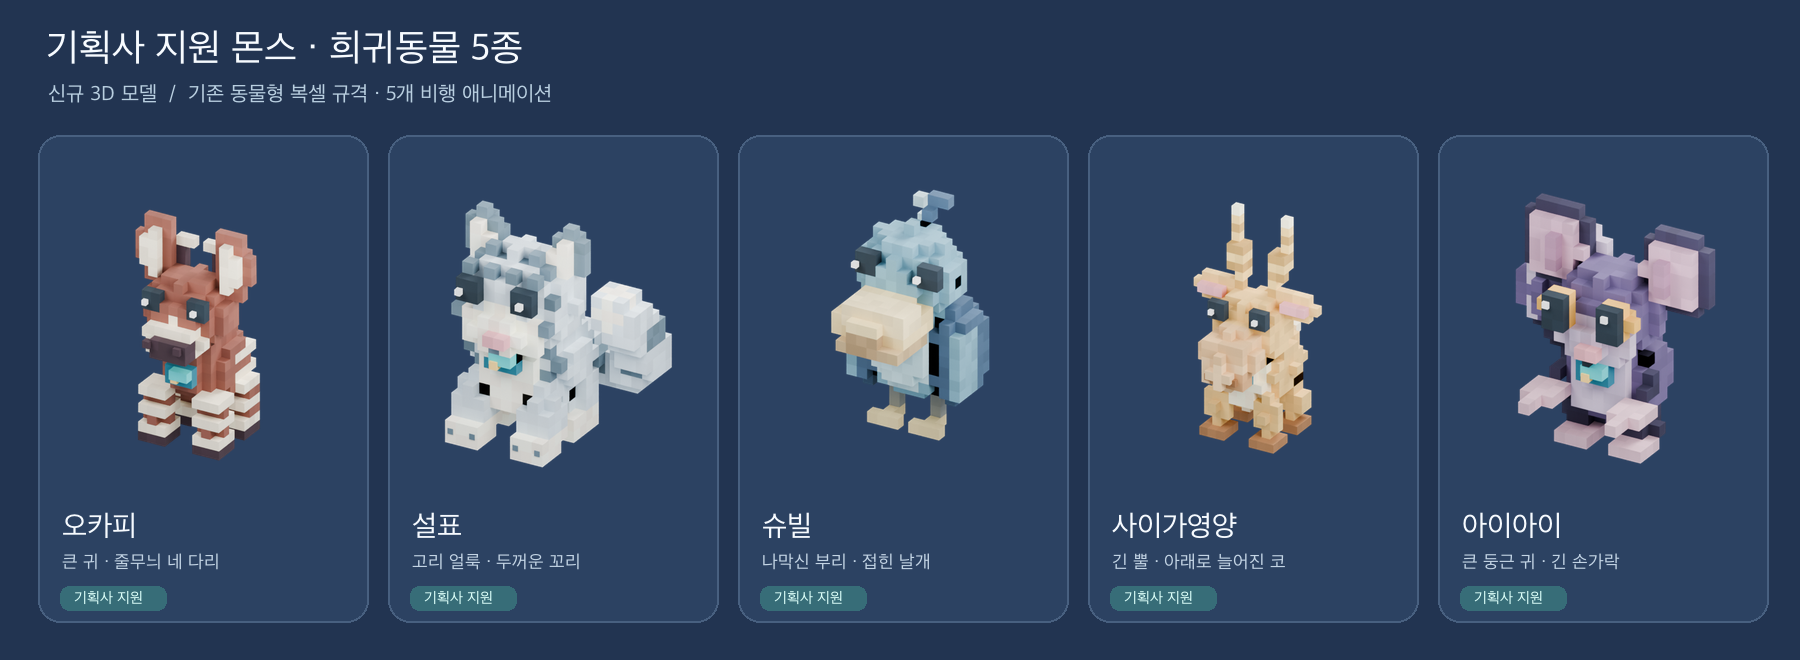 기획사 지원 몬스 · 희귀동물 5종
신규 3D 모델 / 기존 동물형 복셀 규격 · 5개 비행 애니메이션
오카피
큰 귀 · 줄무늬 네 다리
기획사 지원
설표
고리 얼룩 · 두꺼운 꼬리
기획사 지원
슈빌
나막신 부리 · 접힌 날개
기획사 지원
사이가영양
긴 뿔 · 아래로 늘어진 코
기획사 지원
아이아이
큰 둥근 귀 · 긴 손가락
기획사 지원